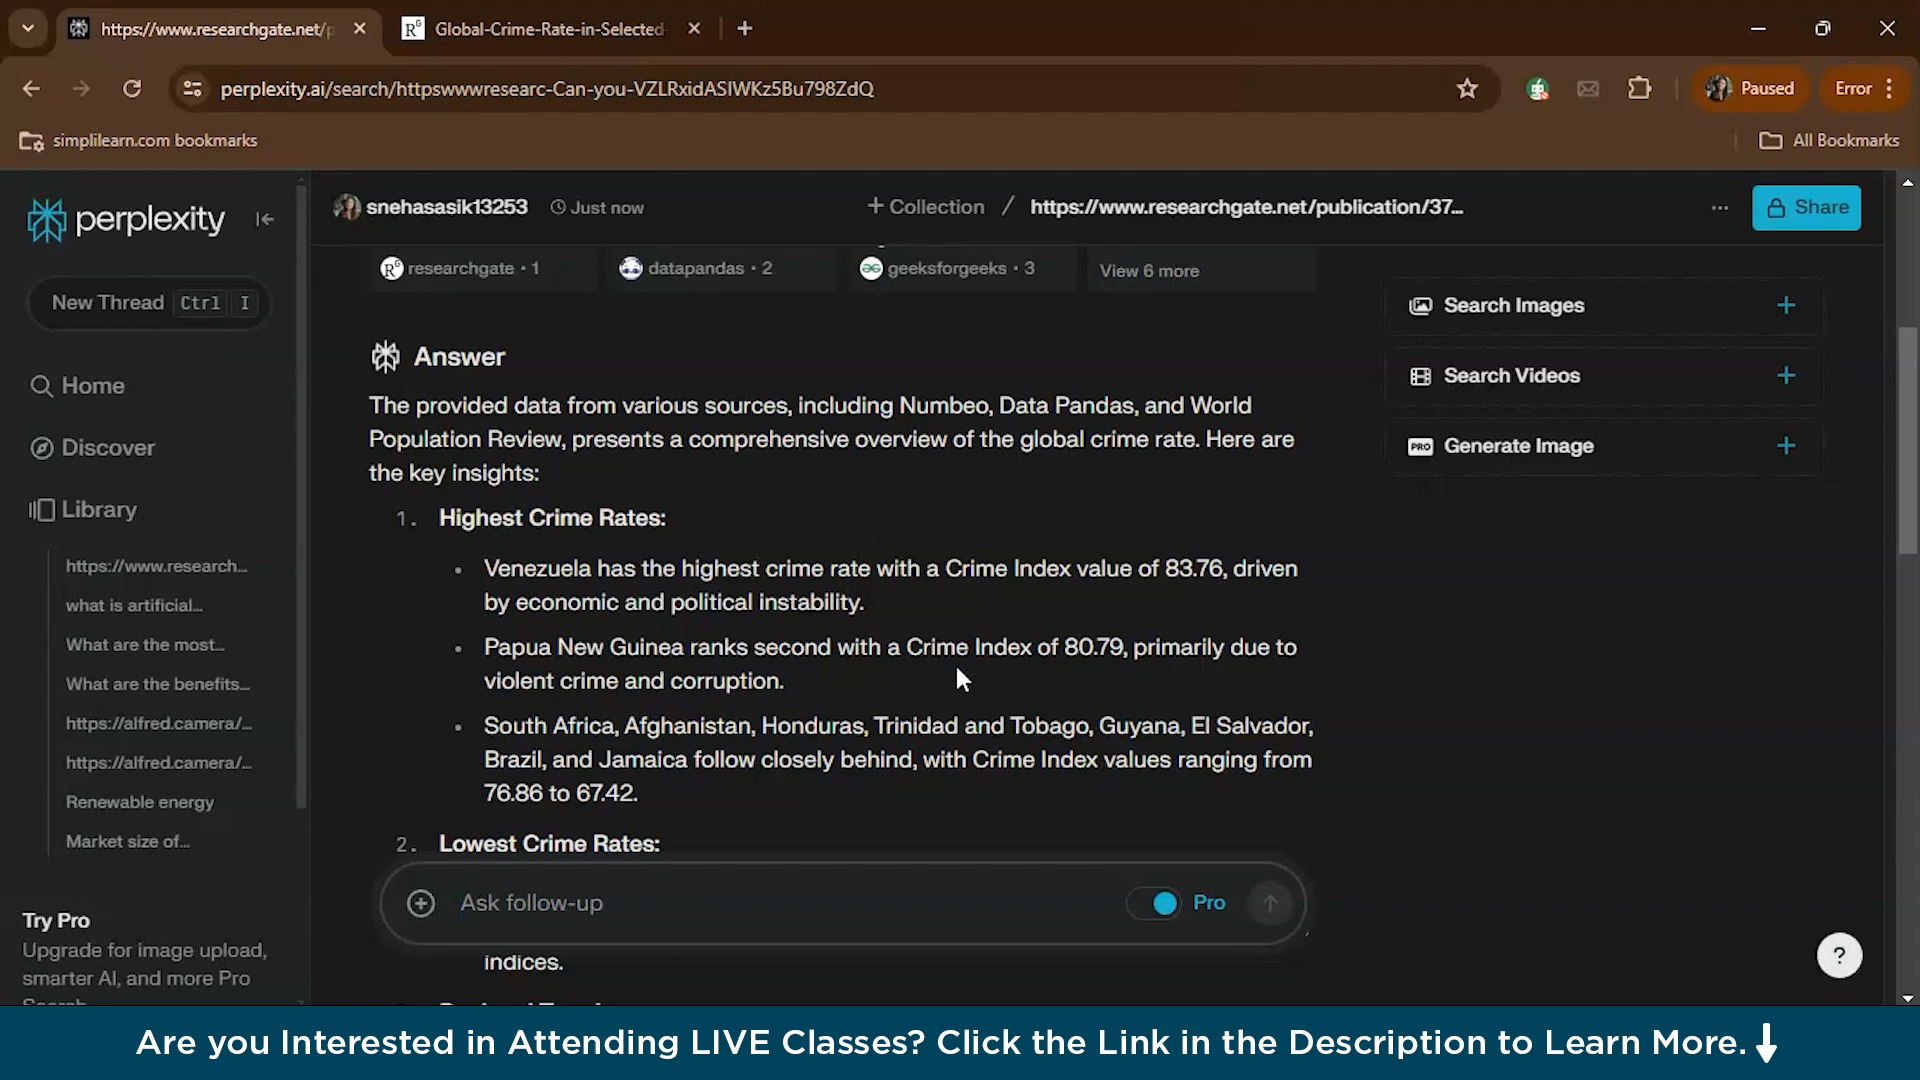 https://www.researchgate.net/p
Global-Crime-Rate-in-Selected-
perplexity.ai/search/httpswwwresearc-Can-you-VZLRxidASIWKz5Bu798ZdQ
Paused
Error
simplilearn.com bookmarks
All Bookmarks
perplexity
snehasasik13253
Just now
+ Collection / https://www.researchgate.net/publication/37...
Share
New Thread Ctrl I
Home
Discover
Library
https://www.research...
what is artificial...
What are the most...
What are the benefits...
https://alfred.camera/...
https://alfred.camera/...
Renewable energy
Market size of...
Try Pro
Upgrade for image upload,
smarter AI, and more Pro
Search
researchgate · 1
datapandas · 2
geeksforgeeks · 3
View 6 more
Answer
The provided data from various sources, including Numbeo, Data Pandas, and World
Population Review, presents a comprehensive overview of the global crime rate. Here are
the key insights:
1. Highest Crime Rates:
• Venezuela has the highest crime rate with a Crime Index value of 83.76, driven
by economic and political instability.
• Papua New Guinea ranks second with a Crime Index of 80.79, primarily due to
violent crime and corruption.
• South Africa, Afghanistan, Honduras, Trinidad and Tobago, Guyana, El Salvador,
Brazil, and Jamaica follow closely behind, with Crime Index values ranging from
76.86 to 67.42.
2. Lowest Crime Rates:
Ask follow-up
Pro
indices.
Search Images
Search Videos
PRO Generate Image
?
Are you Interested in Attending LIVE Classes? Click the Link in the Description to Learn More.